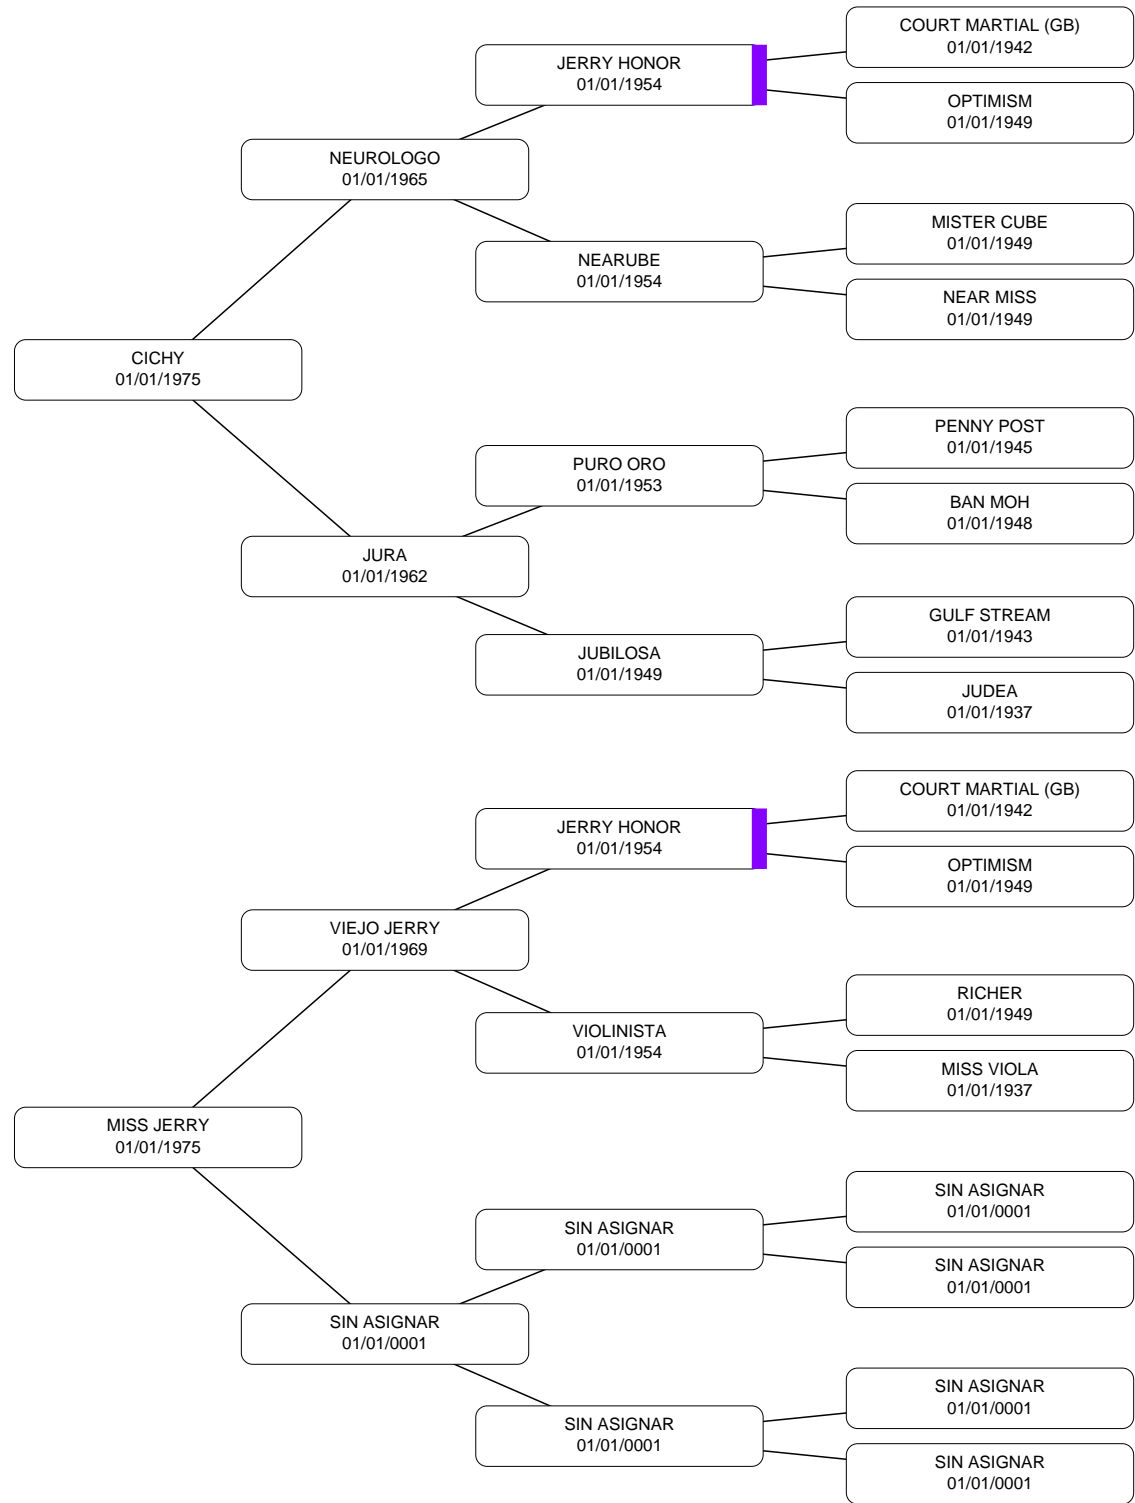 COURT MARTIAL (GB)
01/01/1942
JERRY HONOR
01/01/1954
OPTIMISM
01/01/1949
NEUROLOGO
01/01/1965
MISTER CUBE
01/01/1949
NEARUBE
01/01/1954
NEAR MISS
01/01/1949
CICHY
01/01/1975
PENNY POST
01/01/1945
PURO ORO
01/01/1953
BAN MOH
01/01/1948
JURA
01/01/1962
GULF STREAM
01/01/1943
JUBILOSA
01/01/1949
JUDEA
01/01/1937
COURT MARTIAL (GB)
01/01/1942
JERRY HONOR
01/01/1954
OPTIMISM
01/01/1949
VIEJO JERRY
01/01/1969
RICHER
01/01/1949
VIOLINISTA
01/01/1954
MISS VIOLA
01/01/1937
MISS JERRY
01/01/1975
SIN ASIGNAR
01/01/0001
SIN ASIGNAR
01/01/0001
SIN ASIGNAR
01/01/0001
SIN ASIGNAR
01/01/0001
SIN ASIGNAR
01/01/0001
SIN ASIGNAR
01/01/0001
SIN ASIGNAR
01/01/0001